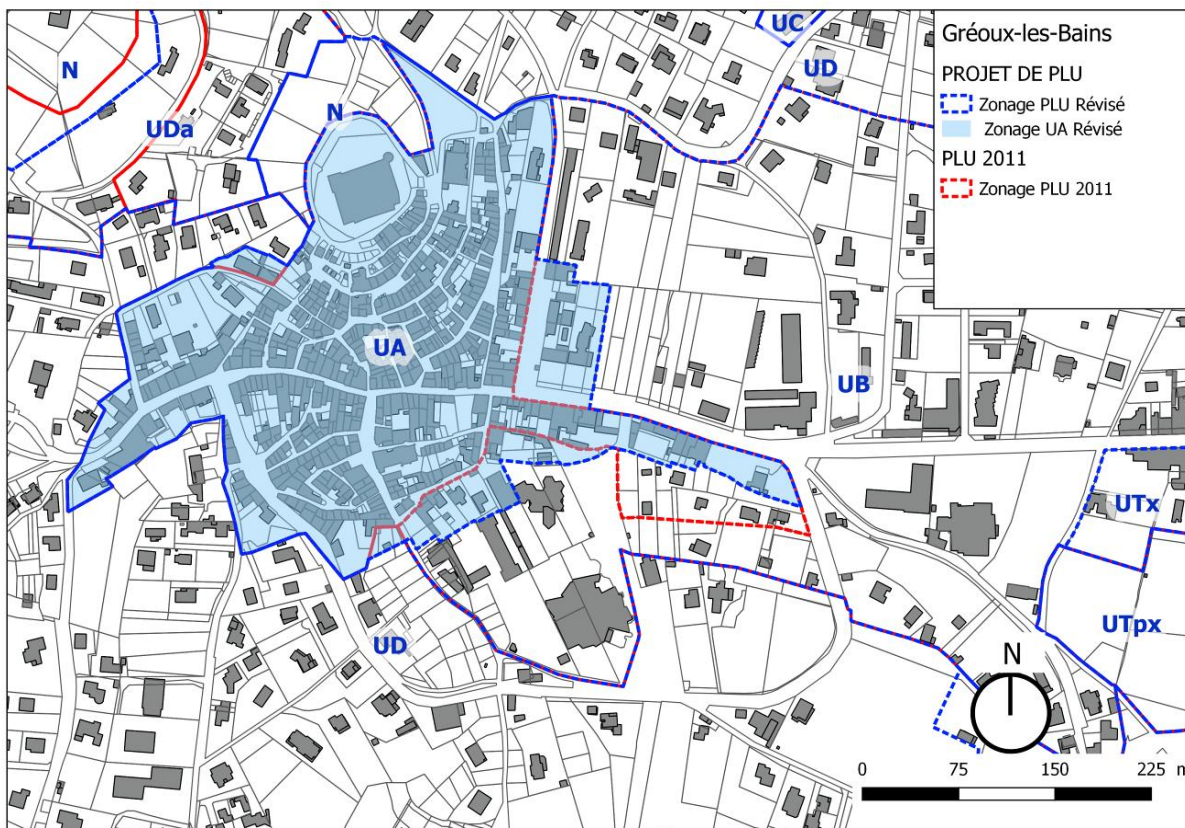 Gréoux-les-Bains
PROJET DE PLU
Zonage PLU Révisé
Zonage UA Révisé
PLU 2011
Zonage PLU 2011
UC
UD
N
UDa
N
UA
UB
UTx
UTpx
UD
N
0 75 150 225 m